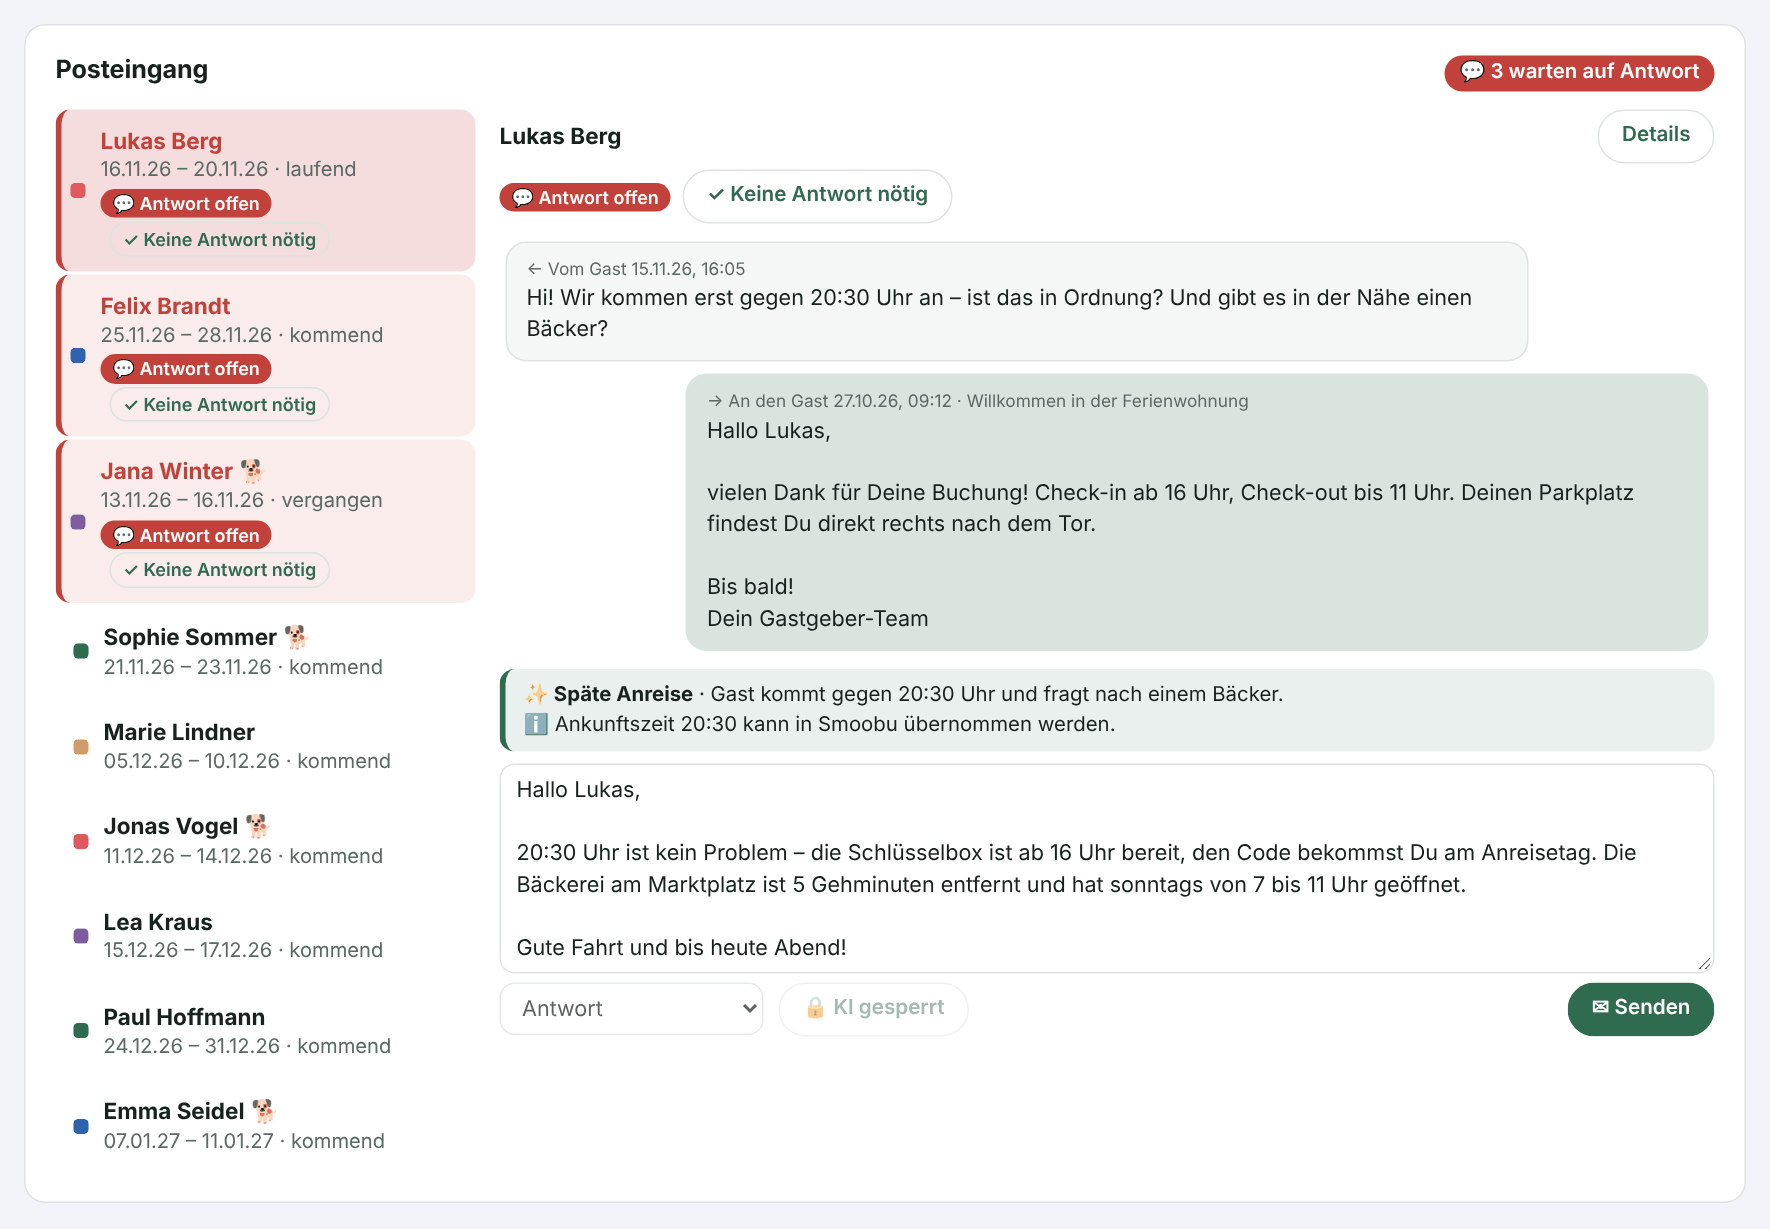 Posteingang
💬 3 warten auf Antwort
Lukas Berg
16.11.26 – 20.11.26 · laufend
💬 Antwort offen
✓ Keine Antwort nötig
Felix Brandt
25.11.26 – 28.11.26 · kommend
💬 Antwort offen
✓ Keine Antwort nötig
Jana Winter 🐕
13.11.26 – 16.11.26 · vergangen
💬 Antwort offen
✓ Keine Antwort nötig
Sophie Sommer 🐕
21.11.26 – 23.11.26 · kommend
Marie Lindner
05.12.26 – 10.12.26 · kommend
Jonas Vogel 🐕
11.12.26 – 14.12.26 · kommend
Lea Kraus
15.12.26 – 17.12.26 · kommend
Paul Hoffmann
24.12.26 – 31.12.26 · kommend
Emma Seidel 🐕
07.01.27 – 11.01.27 · kommend
Lukas Berg
Details
💬 Antwort offen
✓ Keine Antwort nötig
← Vom Gast 15.11.26, 16:05
Hi! Wir kommen erst gegen 20:30 Uhr an – ist das in Ordnung? Und gibt es in der Nähe einen
Bäcker?
→ An den Gast 27.10.26, 09:12 · Willkommen in der Ferienwohnung
Hallo Lukas,
vielen Dank für Deine Buchung! Check-in ab 16 Uhr, Check-out bis 11 Uhr. Deinen Parkplatz
findest Du direkt rechts nach dem Tor.
Bis bald!
Dein Gastgeber-Team
✨ Späte Anreise · Gast kommt gegen 20:30 Uhr und fragt nach einem Bäcker.
ℹ️ Ankunftszeit 20:30 kann in Smoobu übernommen werden.
Hallo Lukas,
20:30 Uhr ist kein Problem – die Schlüsselbox ist ab 16 Uhr bereit, den Code bekommst Du am Anreisetag. Die
Bäckerei am Marktplatz ist 5 Gehminuten entfernt und hat sonntags von 7 bis 11 Uhr geöffnet.
Gute Fahrt und bis heute Abend!
Antwort
🔒 KI gesperrt
✉ Senden